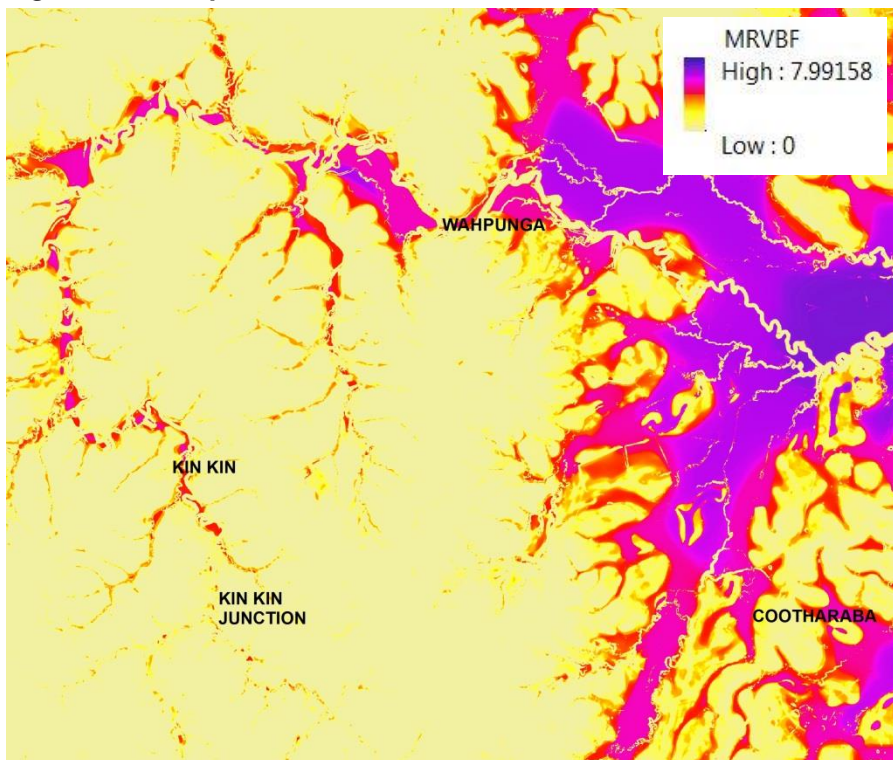 MRVBF
High : 7.99158
Low : 0
WAHPUNGA
KIN KIN
KIN KIN
JUNCTION
COOTHARABA